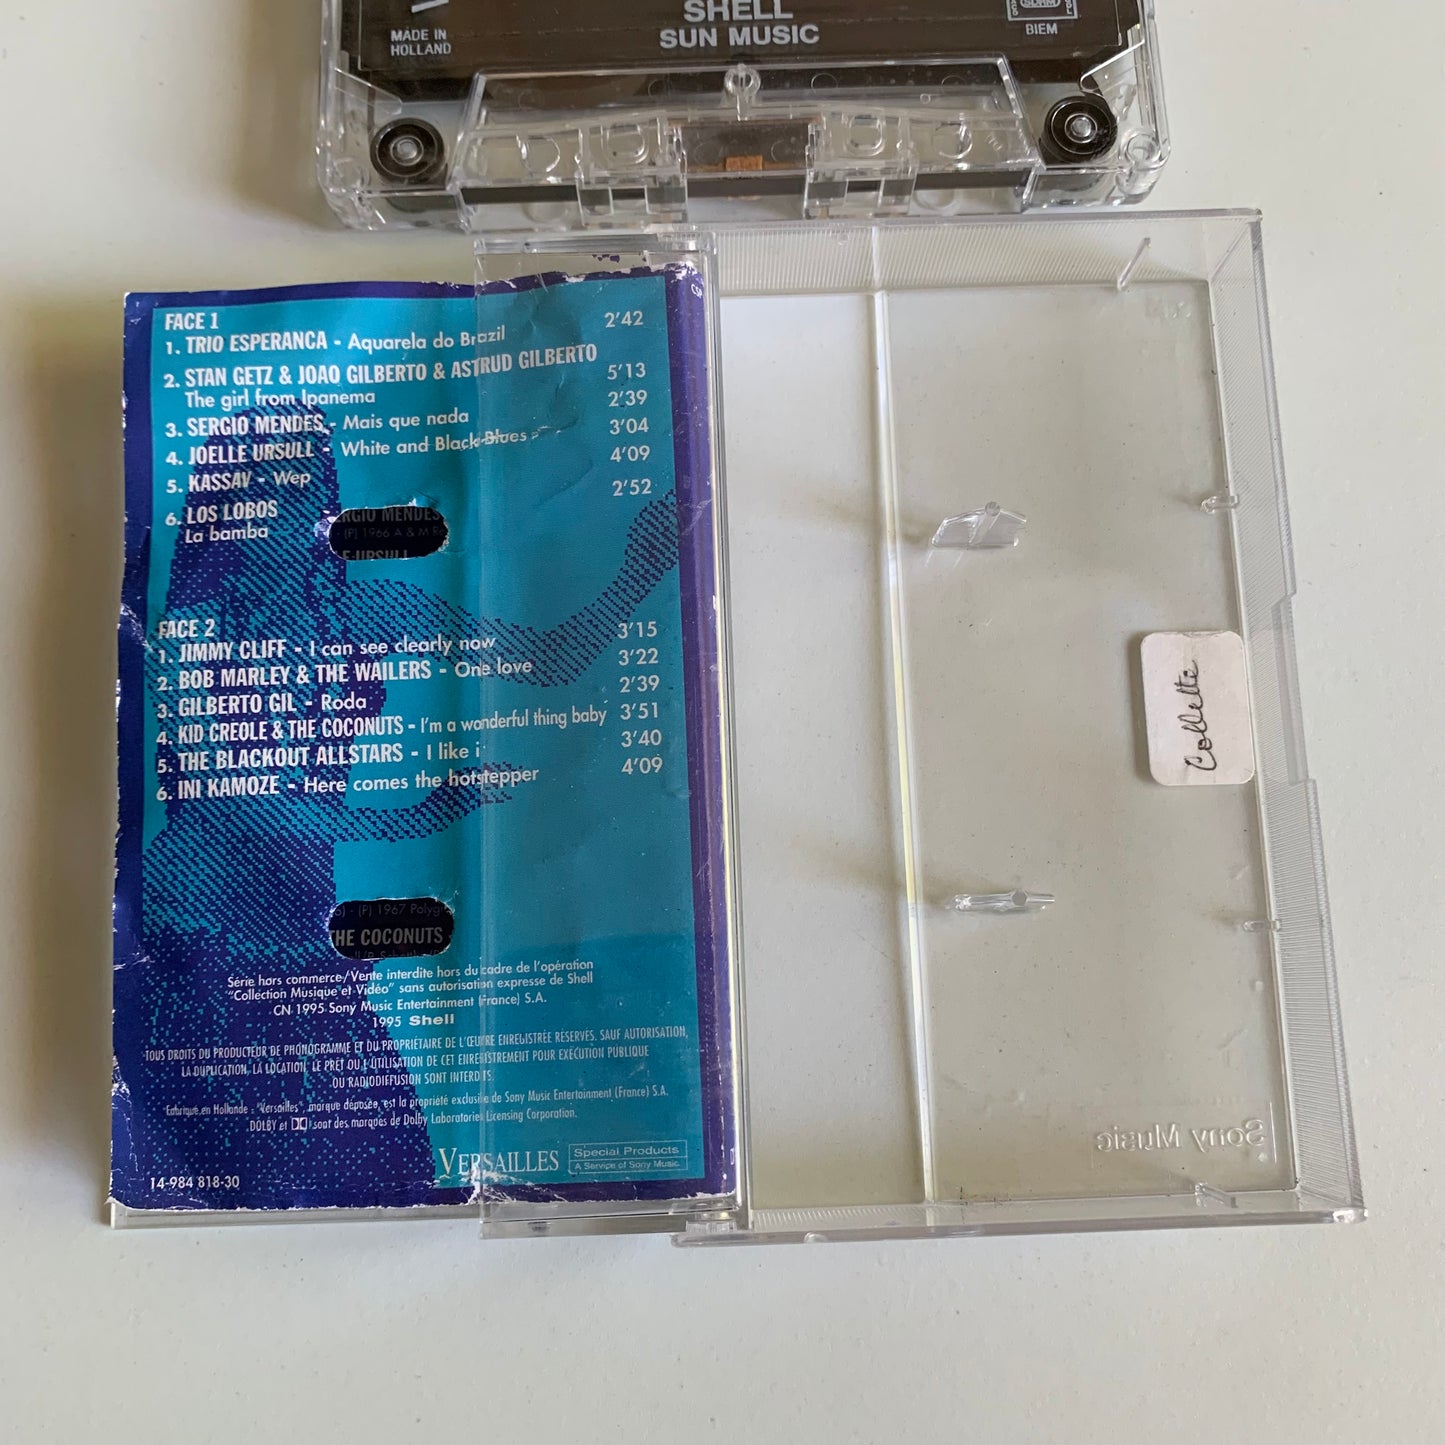 MADE IN
HOLLAND
SHELL
SUN MUSIC
SDRM
BIEM
FACE 1
1. TRIO ESPERANCA - Aquarela do Brazil 2'42
2. STAN GETZ & JOAO GILBERTO & ASTRUD GILBERTO
The girl from Ipanema 5'13
3. SERGIO MENDES - Mais que nada 2'39
4. JOELLE URSULL - White and Black Blues 3'04
5. KASSAV - Wep 4'09
6. LOS LOBOS 2'52
La bamba
RGIO MENDES
(P) 1966 A & M
E URSULL
FACE 2
1. JIMMY CLIFF - I can see clearly now 3'15
2. BOB MARLEY & THE WAILERS - One love 3'22
3. GILBERTO GIL - Roda 2'39
4. KID CREOLE & THE COCONUTS - I'm a wonderful thing baby 3'51
5. THE BLACKOUT ALLSTARS - I like it 3'40
6. INI KAMOZE - Here comes the hotstepper 4'09
(P) 1967 Polyg
HE COCONUTS
Série hors commerce/Vente interdite hors du cadre de l'opération
"Collection Musique et Vidéo" sans autorisation expresse de Shell
CN 1995 Sony Music Entertainment (France) S.A.
1995 Shell
TOUS DROITS DU PRODUCTEUR DE PHONOGRAMME ET DU PROPRIETAIRE DE L'ŒUVRE ENREGISTRÉE RÉSERVÉS. SAUF AUTORISATION,
LA DUPLICATION, LA LOCATION, LE PRÊT OU L'UTILISATION DE CET ENREGISTREMENT POUR EXÉCUTION PUBLIQUE
OU RADIODIFFUSION SONT INTERDITS.
Fabriqué en Hollande - "Versailles", marque déposée, est la propriété exclusive de Sony Music Entertainment (France) S.A.
DOLBY et sont des marques de Dolby Laboratories Licensing Corporation.
VERSAILLES
Special Products
A Service of Sony Music
14-984 818-30
Collette
Sony Music